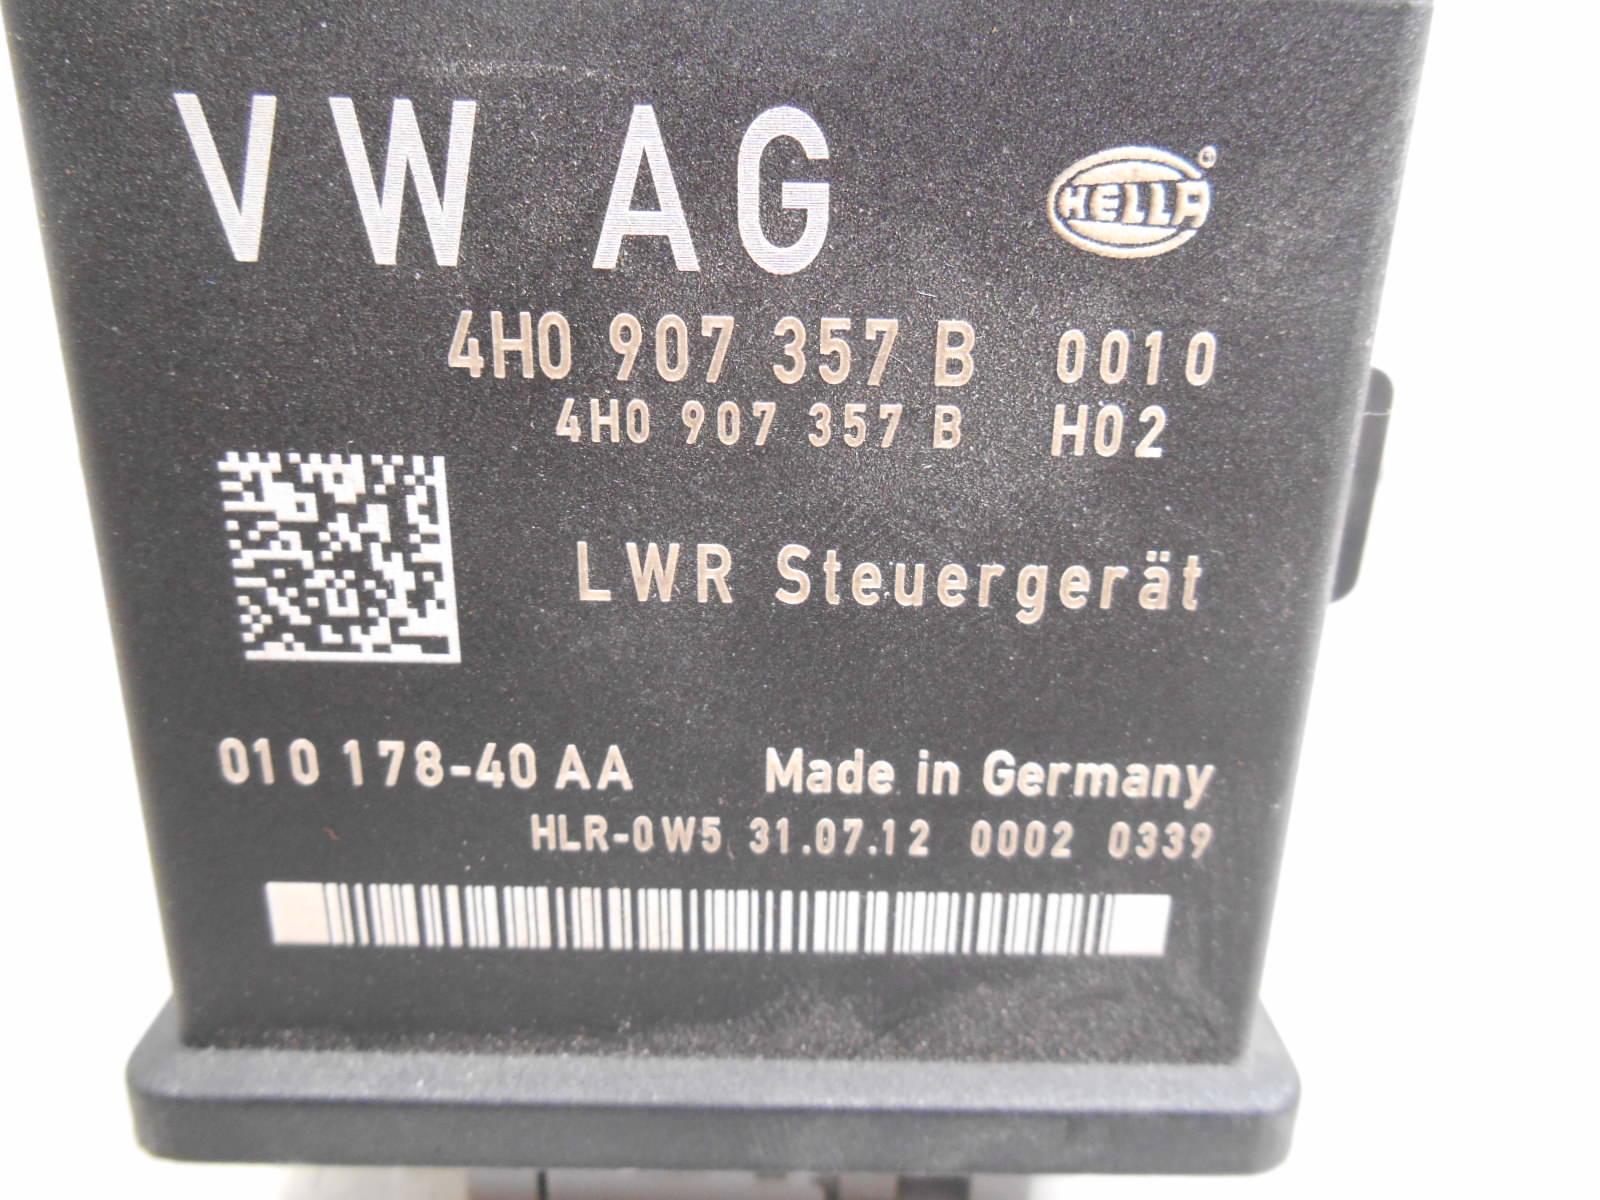 VW AG
HELLA®
4H0 907 357 B 0010
4H0 907 357 B H02
LWR Steuergerät
010 178-40 AA Made in Germany
HLR-0W5 31.07.12 0002 0339